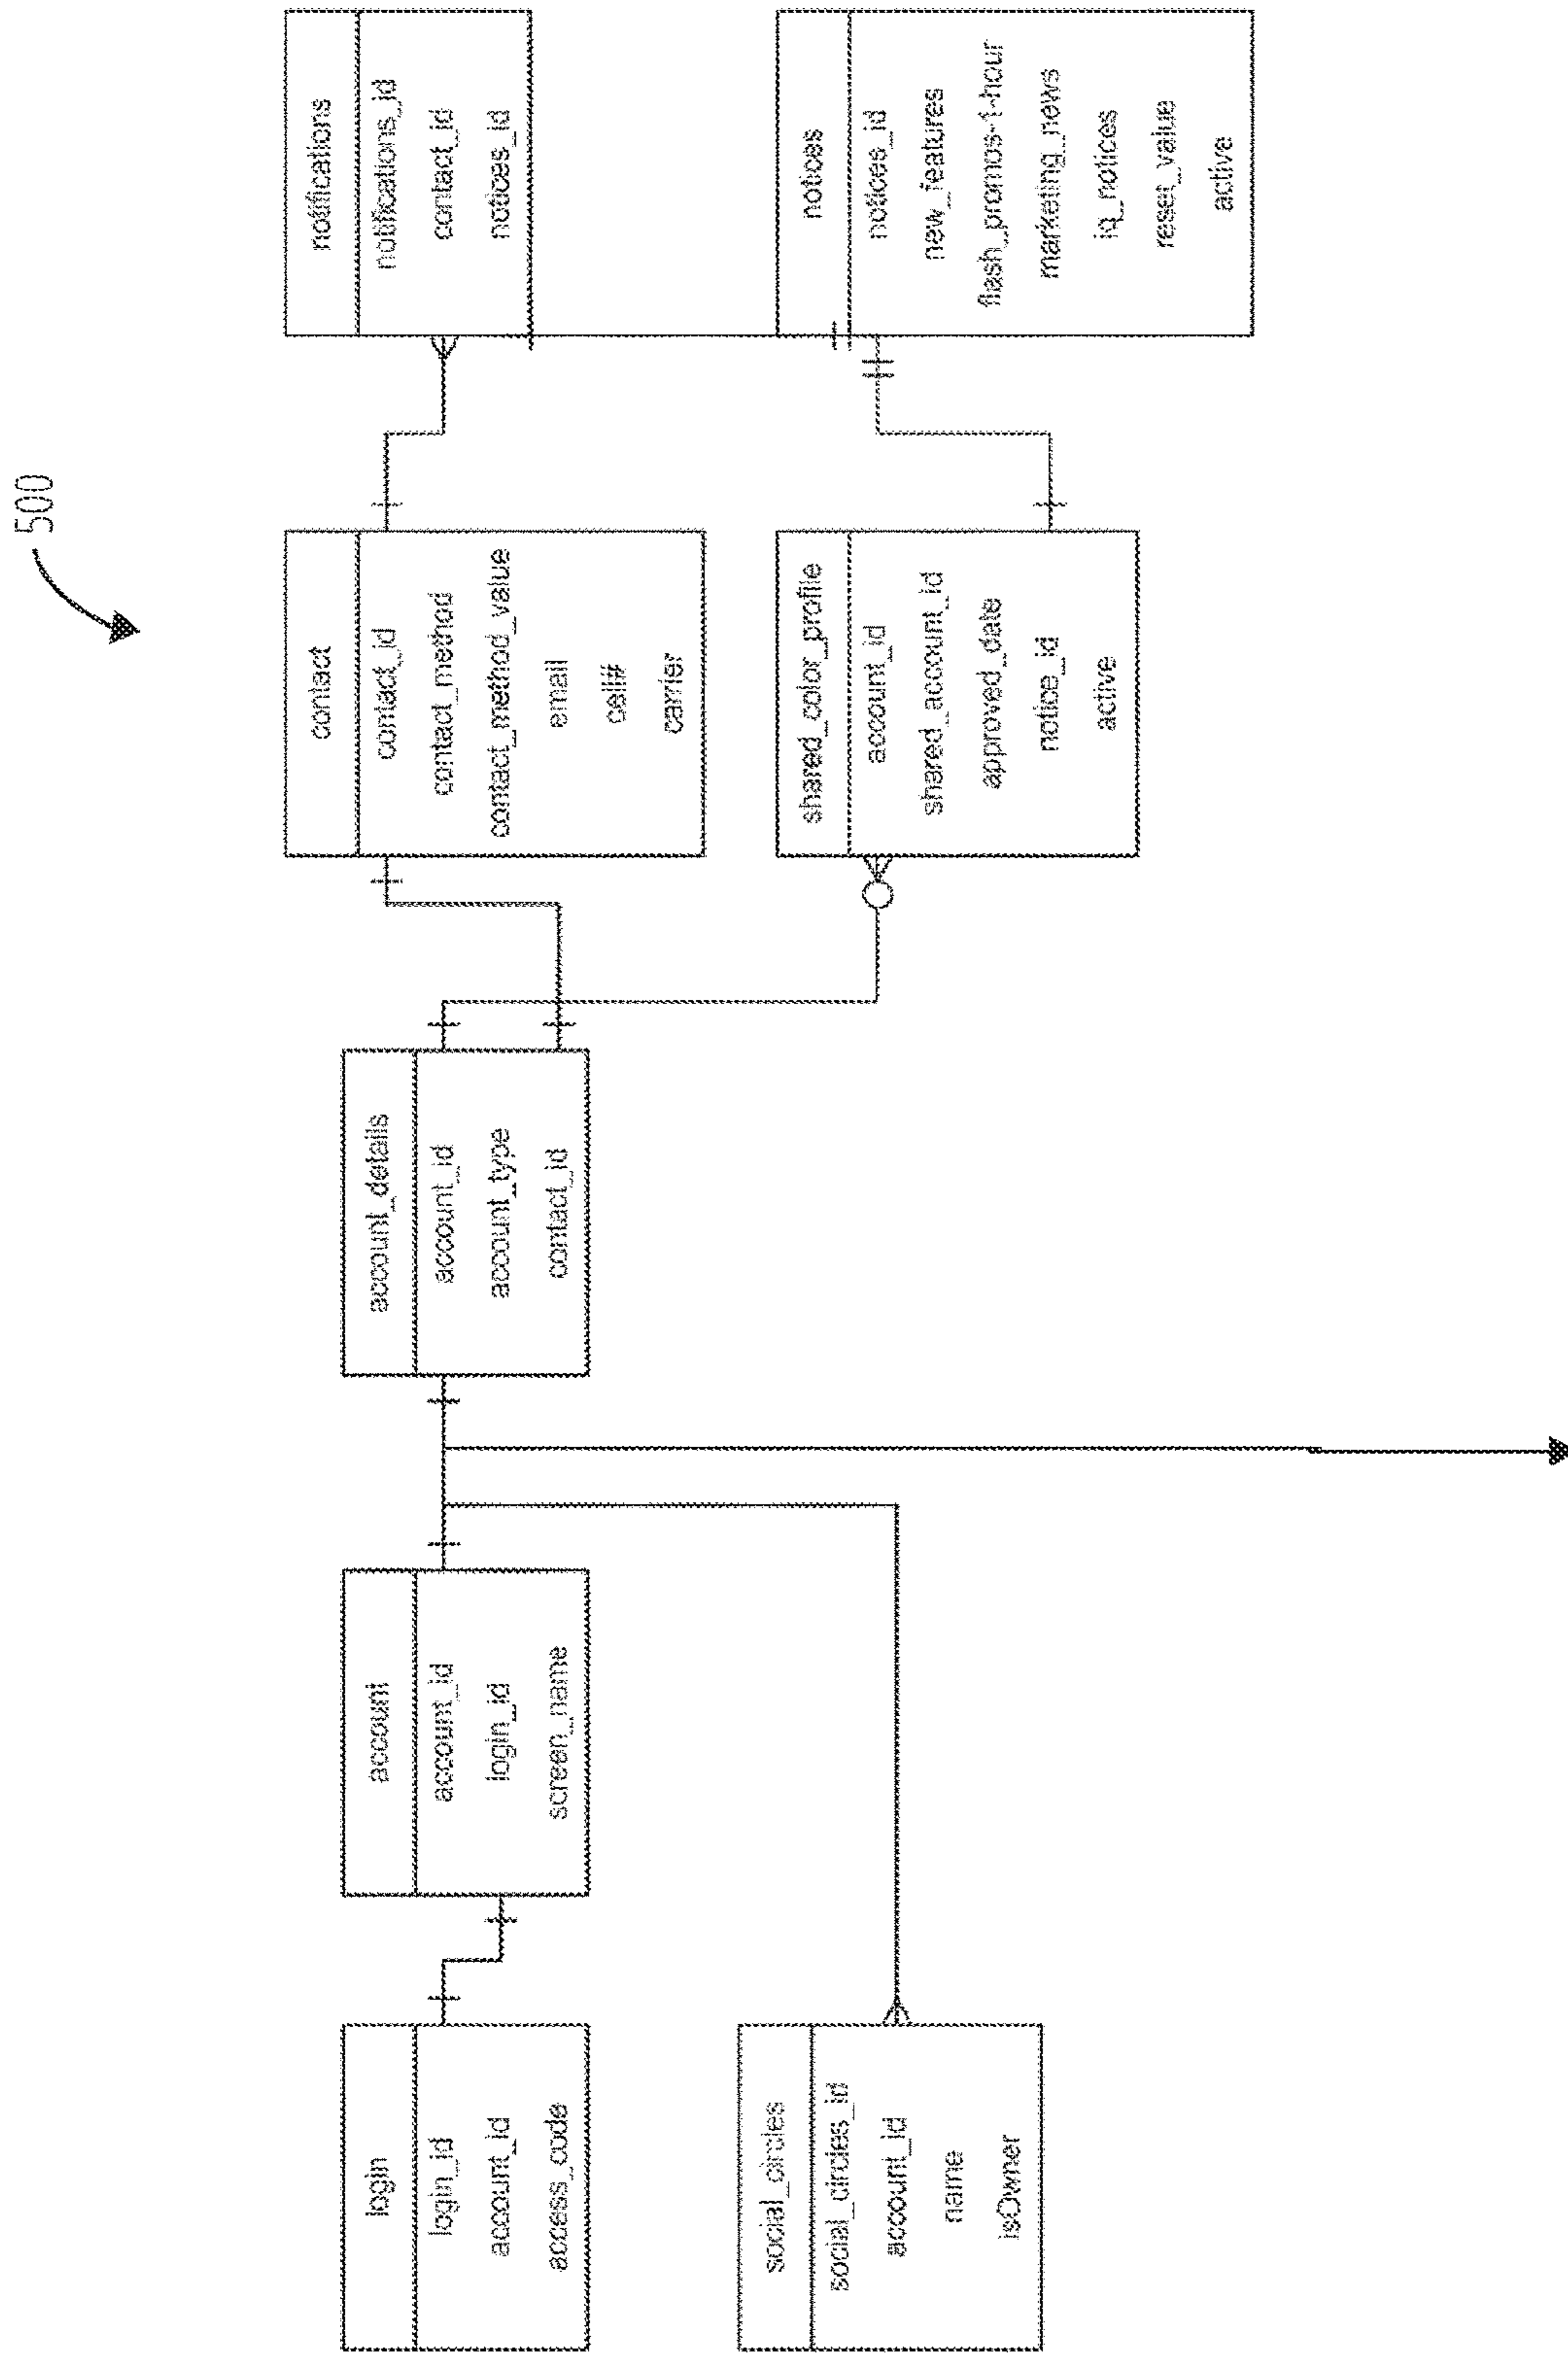 500
login
login_id
account_id
access_code
account
account_id
login_id
screen_name
account_details
account_id
account_type
contact_id
contact
contact_id
contact_method
contact_method_value
email
cell#
carrier
notifications
notifications_id
contact_id
notices_id
social_circles
social_circles_id
account_id
name
isOwner
shared_color_profile
account_id
shared_account_id
approved_date
notice_id
active
notices
notices_id
new_features
flash_promos-1-hour
marketing_news
iq_notices
reset_value
active